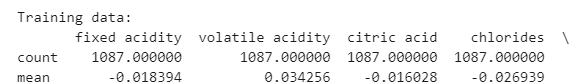 Training data:
fixed acidity volatile acidity citric acid chlorides \
count 1087.000000 1087.000000 1087.000000 1087.000000
mean -0.018394 0.034256 -0.016028 -0.026939